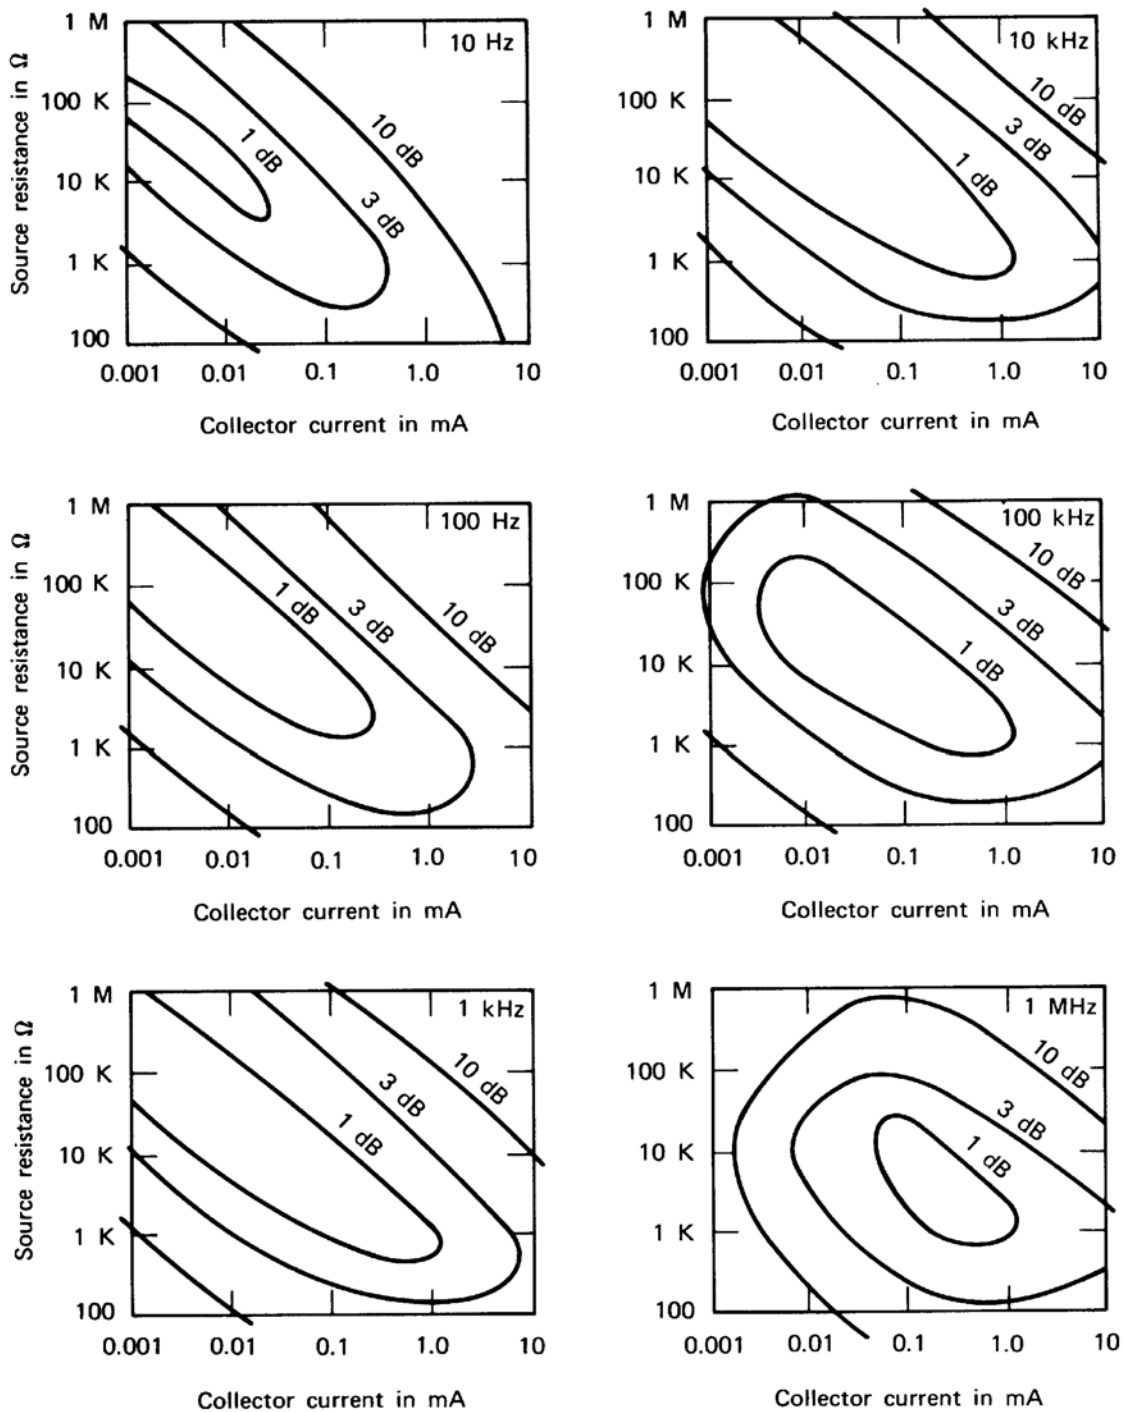 Source resistance in Ω
1 M
100 K
10 K
1 K
100
10 Hz
1 dB
3 dB
10 dB
0.001
0.01
0.1
1.0
10
Collector current in mA
1 M
100 K
10 K
1 K
100
10 kHz
10 dB
3 dB
1 dB
0.001
0.01
0.1
1.0
10
Collector current in mA
Source resistance in Ω
1 M
100 K
10 K
1 K
100
100 Hz
1 dB
3 dB
10 dB
0.001
0.01
0.1
1.0
10
Collector current in mA
1 M
100 K
10 K
1 K
100
100 kHz
10 dB
3 dB
1 dB
0.001
0.01
0.1
1.0
10
Collector current in mA
Source resistance in Ω
1 M
100 K
10 K
1 K
100
1 kHz
10 dB
3 dB
1 dB
0.001
0.01
0.1
1.0
10
Collector current in mA
1 M
100 K
10 K
1 K
100
1 MHz
10 dB
3 dB
1 dB
0.001
0.01
0.1
1.0
10
Collector current in mA